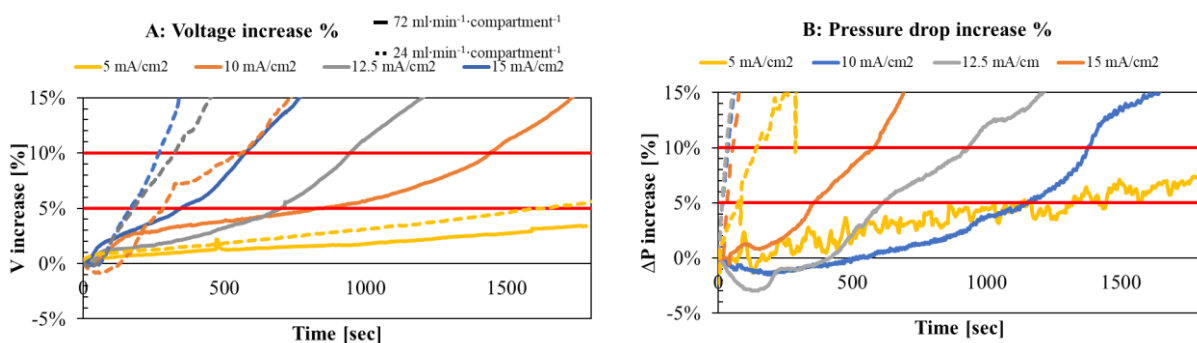 A: Voltage increase %
72 ml·min⁻¹·compartment⁻¹
24 ml·min⁻¹·compartment⁻¹
5 mA/cm2 10 mA/cm2 12.5 mA/cm2 15 mA/cm2
15%
10%
5%
0%
-5%
V increase [%]
0 500 1000 1500
Time [sec]
B: Pressure drop increase %
5 mA/cm2 10 mA/cm2 12.5 mA/cm 15 mA/cm2
15%
10%
5%
0%
-5%
ΔP increase [%]
0 500 1000 1500
Time [sec]